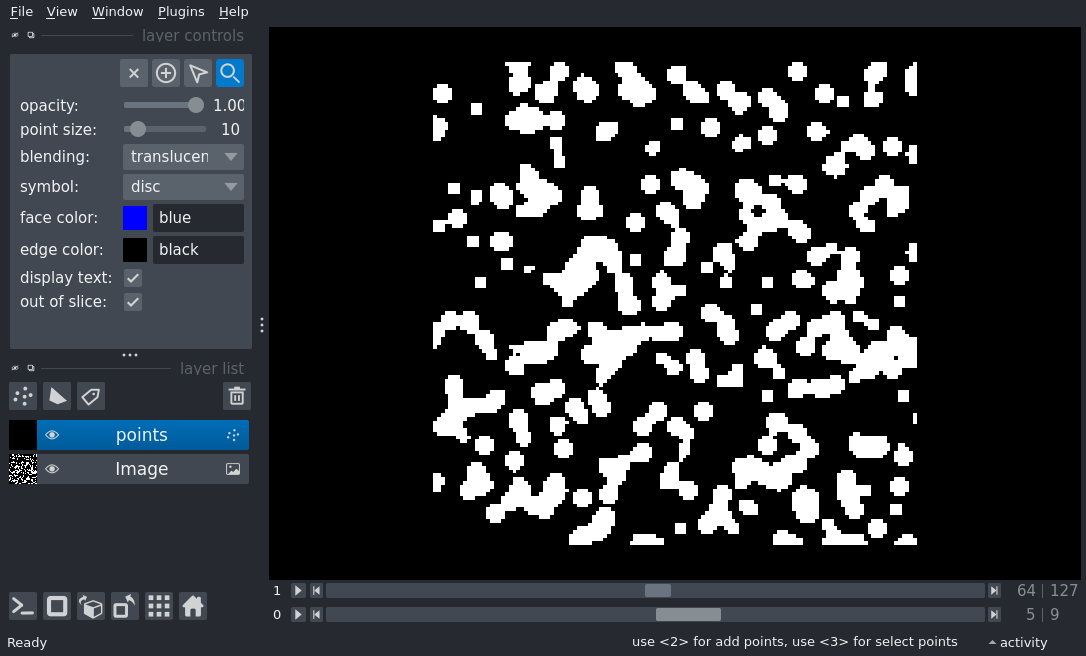 File View Window Plugins Help
layer controls
opacity: 1.00
point size: 10
blending: translucen
symbol: disc
face color: blue
edge color: black
display text:
out of slice:
layer list
points
Image
1 64 | 127
0 5 | 9
Ready use <2> for add points, use <3> for select points activity